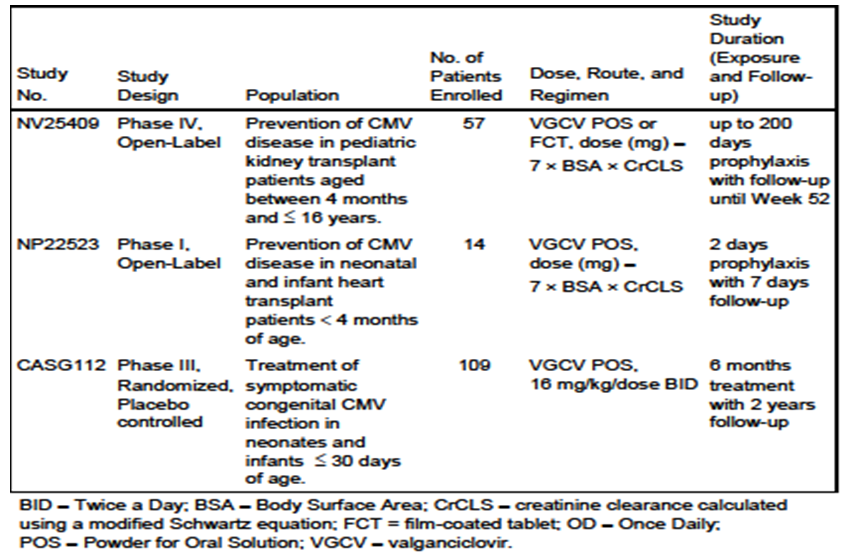 Study No. Study Design Population No. of Patients Enrolled Dose, Route, and Regimen Study Duration (Exposure and Follow-up)
NV25409 Phase IV, Prevention of CMV 57 VGCV POS or up to 200
Open-Label disease in pediatric FCT, dose (mg) – days
kidney transplant 7 × BSA × CrCLS prophylaxis
patients aged with follow-up
between 4 months until Week 52
and ≤ 16 years.
NP22523 Phase I, Prevention of CMV 14 VGCV POS, 2 days
Open-Label disease in neonatal dose (mg) – prophylaxis
and infant heart 7 × BSA × CrCLS with 7 days
transplant follow-up
patients < 4 months
of age.
CASG112 Phase III, Treatment of 109 VGCV POS, 6 months
Randomized, symptomatic 16 mg/kg/dose BID treatment
Placebo congenital CMV with 2 years
controlled infection in follow-up
neonates and
infants ≤ 30 days
of age.
BID – Twice a Day; BSA – Body Surface Area; CrCLS – creatinine clearance calculated
using a modified Schwartz equation; FCT = film-coated tablet; OD – Once Daily;
POS – Powder for Oral Solution; VGCV – valganciclovir.